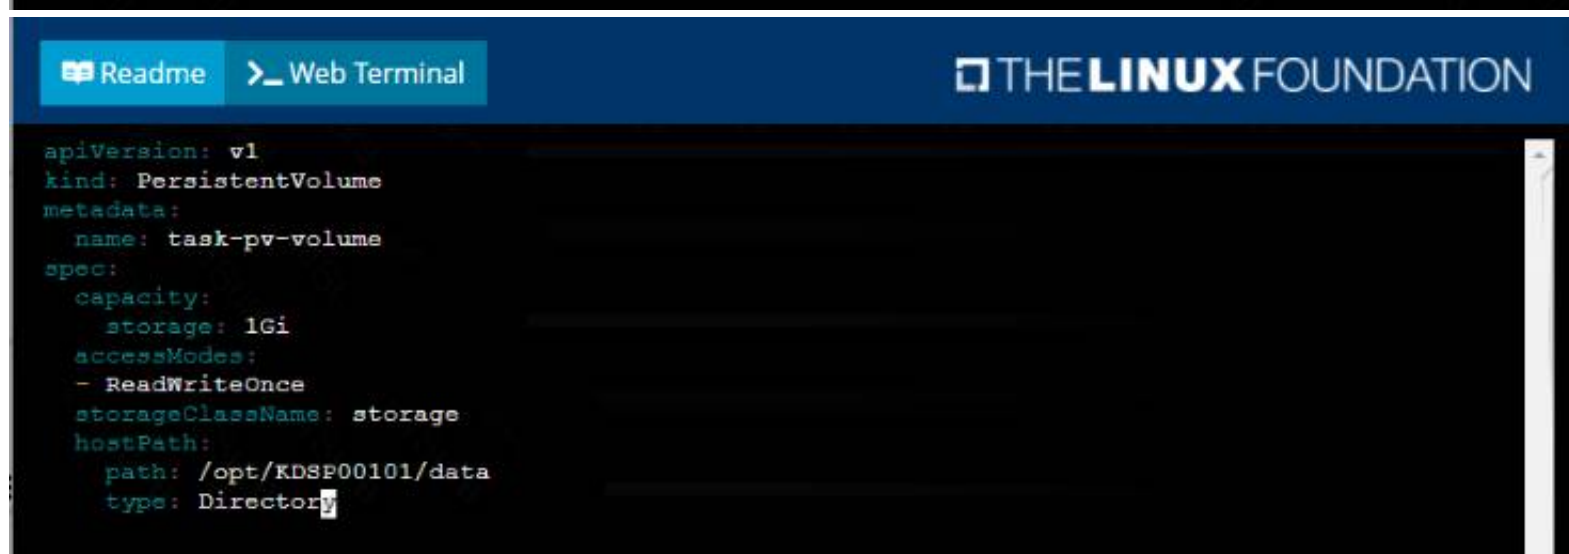 Readme >_ Web Terminal THE LINUX FOUNDATION
apiVersion: v1
kind: PersistentVolume
metadata:
  name: task-pv-volume
spec:
  capacity:
    storage: 1Gi
  accessModes:
  - ReadWriteOnce
  storageClassName: storage
  hostPath:
    path: /opt/KDSP00101/data
    type: Directory